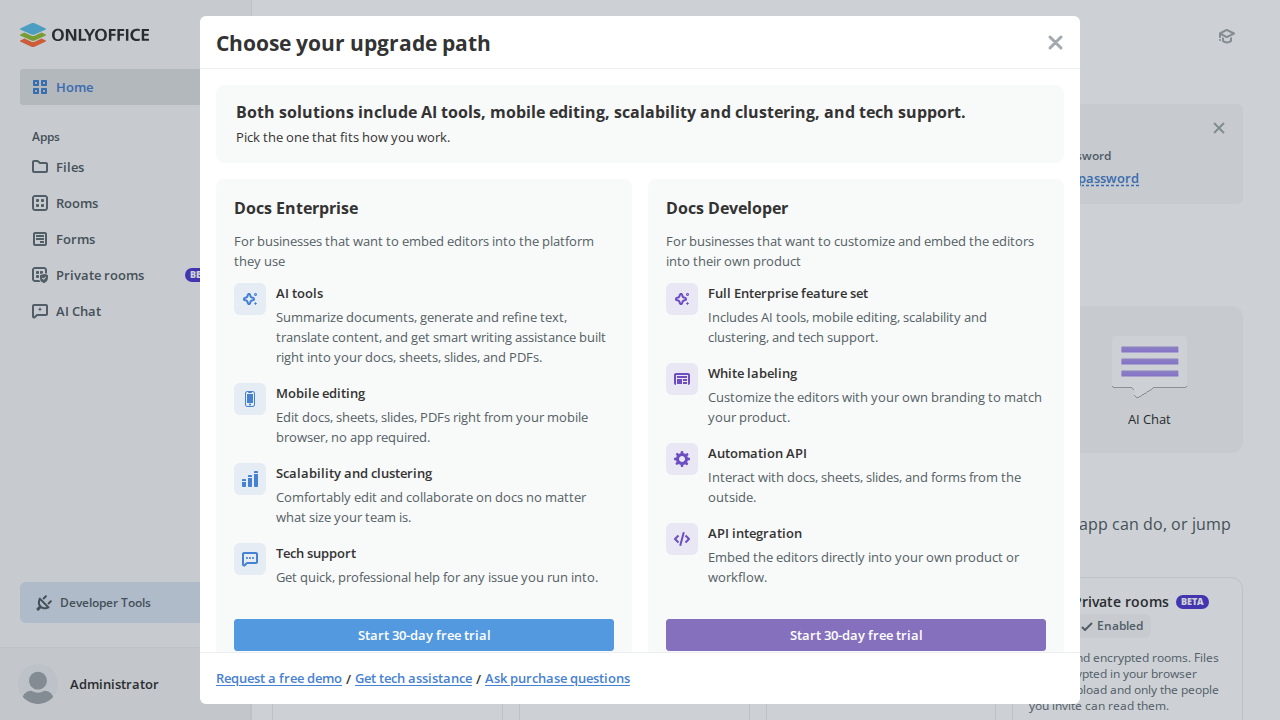 ONLYOFFICE
Home
Apps
Files
Rooms
Forms
Private rooms
AI Chat
Developer Tools
Administrator
Choose your upgrade path
Both solutions include AI tools, mobile editing, scalability and clustering, and tech support.
Pick the one that fits how you work.
Docs Enterprise
For businesses that want to embed editors into the platform
they use
AI tools
Summarize documents, generate and refine text,
translate content, and get smart writing assistance built
right into your docs, sheets, slides, and PDFs.
Mobile editing
Edit docs, sheets, slides, PDFs right from your mobile
browser, no app required.
Scalability and clustering
Comfortably edit and collaborate on docs no matter
what size your team is.
Tech support
Get quick, professional help for any issue you run into.
Start 30-day free trial
Docs Developer
For businesses that want to customize and embed the editors
into their own product
Full Enterprise feature set
Includes AI tools, mobile editing, scalability and
clustering, and tech support.
White labeling
Customize the editors with your own branding to match
your product.
Automation API
Interact with docs, sheets, slides, and forms from the
outside.
API integration
Embed the editors directly into your own product or
workflow.
Start 30-day free trial
Request a free demo / Get tech assistance / Ask purchase questions
password
AI Chat
app can do, or jump
Private rooms BETA
Enabled
encrypted rooms. Files
in your browser
and only the people
you invite can read them.